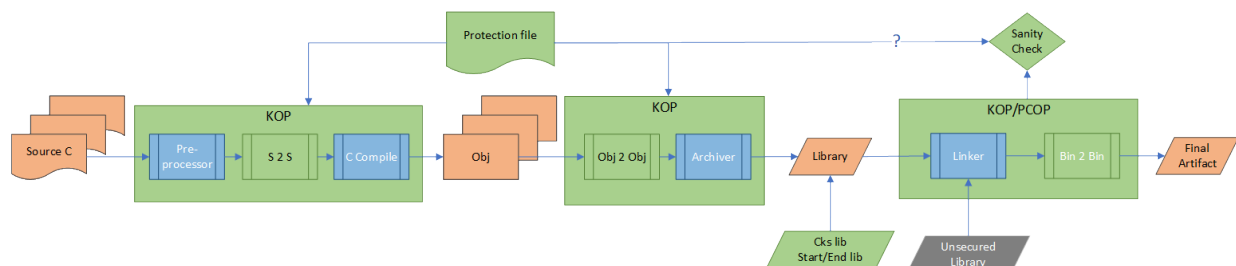 Protection file
?
Sanity
Check
KOP
KOP
KOP/PCOP
Source C
Pre-
processor
S 2 S
C Compile
Obj
Obj 2 Obj
Archiver
Library
Linker
Bin 2 Bin
Final
Artifact
Cks lib
Start/End lib
Unsecured
Library